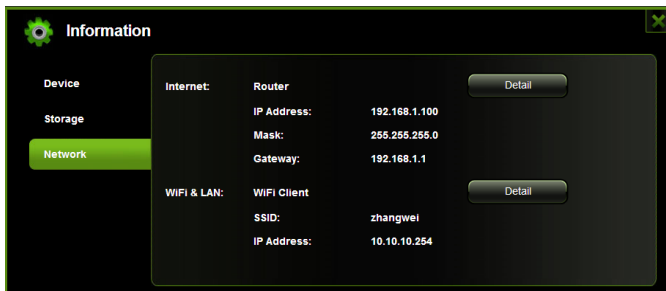 Information
Device
Storage
Network
Internet: Router Detail
IP Address: 192.168.1.100
Mask: 255.255.255.0
Gateway: 192.168.1.1
WiFi & LAN: WiFi Client Detail
SSID: zhangwei
IP Address: 10.10.10.254